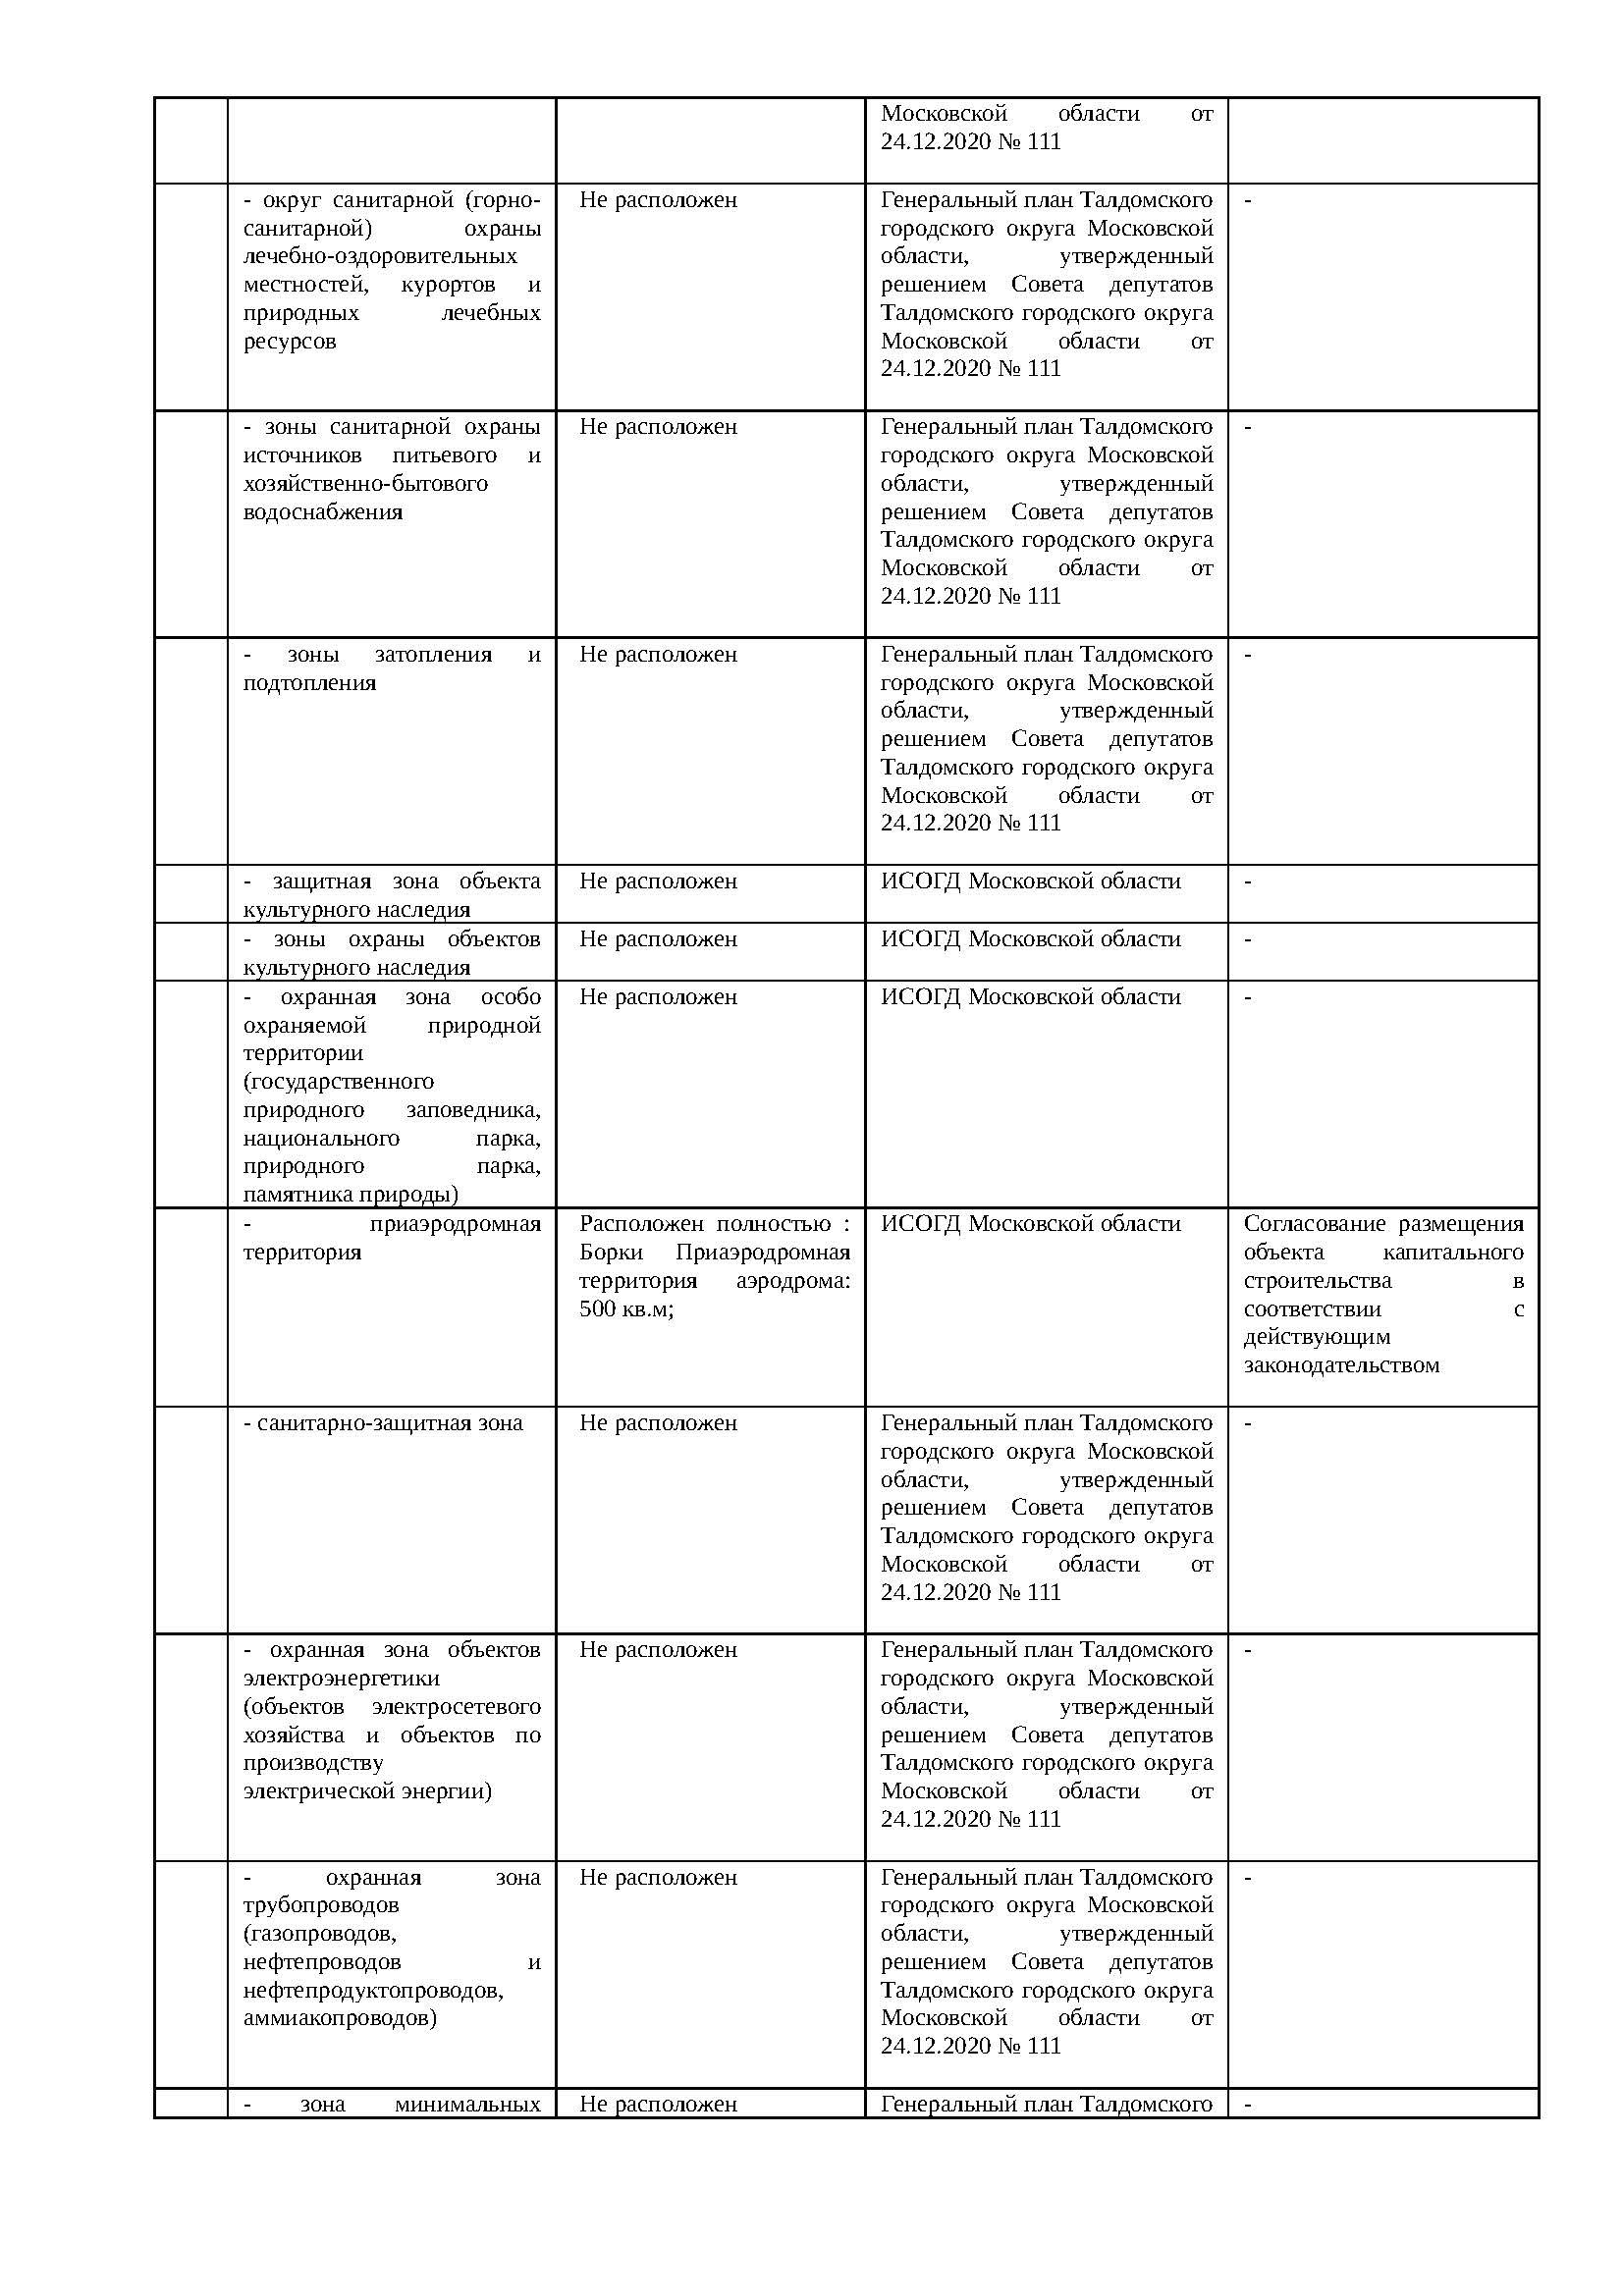 Московской области от
24.12.2020 № 111
- округ санитарной (горно-
санитарной) охраны
лечебно-оздоровительных
местностей, курортов и
природных лечебных
ресурсов
Не расположен
Генеральный план Талдомского
городского округа Московской
области, утвержденный
решением Совета депутатов
Талдомского городского округа
Московской области от
24.12.2020 № 111
-
- зоны санитарной охраны
источников питьевого и
хозяйственно-бытового
водоснабжения
Не расположен
Генеральный план Талдомского
городского округа Московской
области, утвержденный
решением Совета депутатов
Талдомского городского округа
Московской области от
24.12.2020 № 111
-
- зоны затопления и
подтопления
Не расположен
Генеральный план Талдомского
городского округа Московской
области, утвержденный
решением Совета депутатов
Талдомского городского округа
Московской области от
24.12.2020 № 111
-
- защитная зона объекта
культурного наследия
Не расположен
ИСОГД Московской области
-
- зоны охраны объектов
культурного наследия
Не расположен
ИСОГД Московской области
-
- охранная зона особо
охраняемой природной
территории
(государственного
природного заповедника,
национального парка,
природного парка,
памятника природы)
Не расположен
ИСОГД Московской области
-
- приаэродромная
территория
Расположен полностью :
Борки Приаэродромная
территория аэродрома:
500 кв.м;
ИСОГД Московской области
Согласование размещения
объекта капитального
строительства в
соответствии с
действующим
законодательством
- санитарно-защитная зона
Не расположен
Генеральный план Талдомского
городского округа Московской
области, утвержденный
решением Совета депутатов
Талдомского городского округа
Московской области от
24.12.2020 № 111
-
- охранная зона объектов
электроэнергетики
(объектов электросетевого
хозяйства и объектов по
производству
электрической энергии)
Не расположен
Генеральный план Талдомского
городского округа Московской
области, утвержденный
решением Совета депутатов
Талдомского городского округа
Московской области от
24.12.2020 № 111
-
- охранная зона
трубопроводов
(газопроводов,
нефтепроводов и
нефтепродуктопроводов,
аммиакопроводов)
Не расположен
Генеральный план Талдомского
городского округа Московской
области, утвержденный
решением Совета депутатов
Талдомского городского округа
Московской области от
24.12.2020 № 111
-
- зона минимальных
Не расположен
Генеральный план Талдомского
-